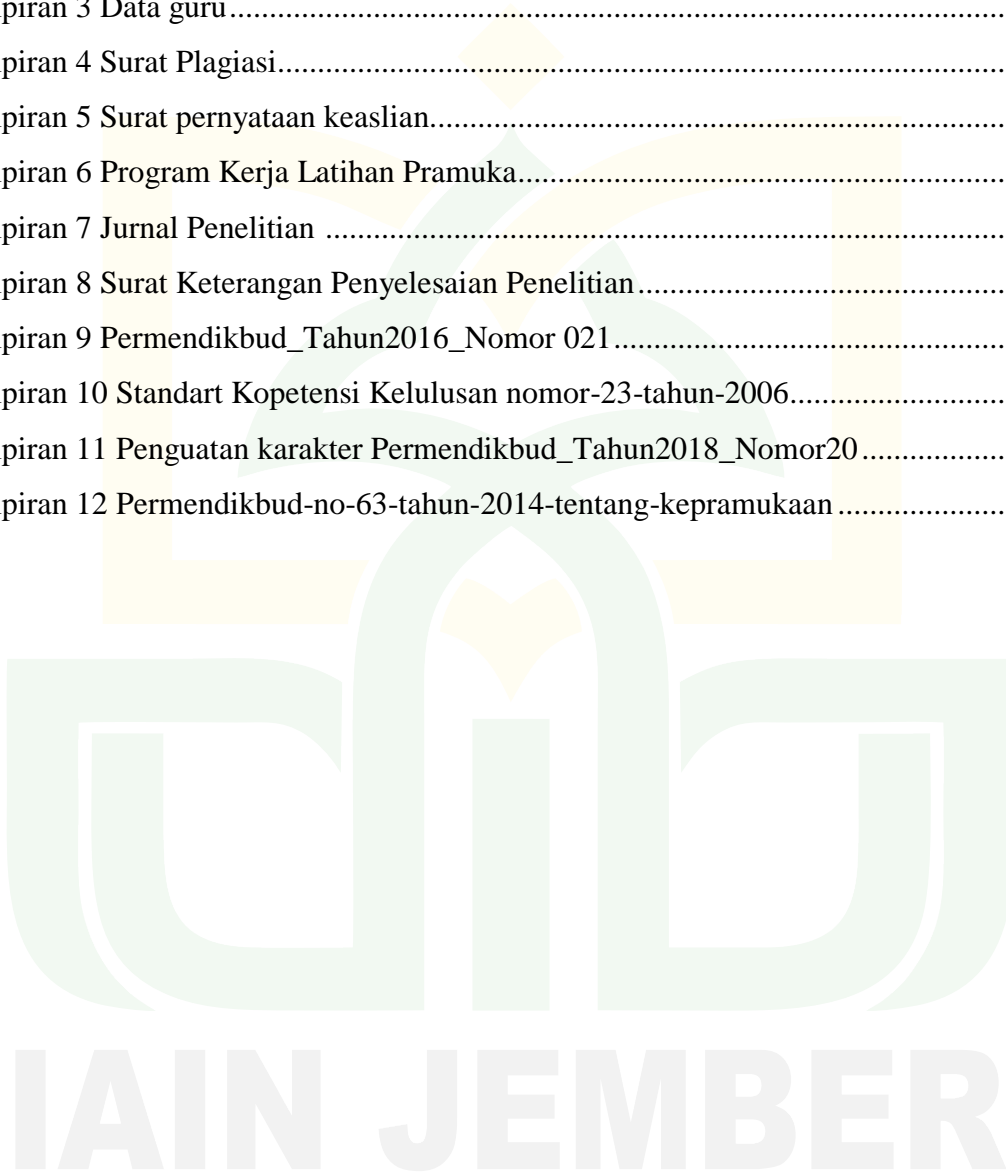 piran 3 Data guru........................................................................................................
piran 4 Surat Plagiasi..................................................................................................
piran 5 Surat pernyataan keaslian................................................................................
piran 6 Program Kerja Latihan Pramuka.....................................................................
piran 7 Jurnal Penelitian .............................................................................................
piran 8 Surat Keterangan Penyelesaian Penelitian......................................................
piran 9 Permendikbud_Tahun2016_Nomor 021.........................................................
piran 10 Standart Kopetensi Kelulusan nomor-23-tahun-2006...................................
piran 11 Penguatan karakter Permendikbud_Tahun2018_Nomor20..................
piran 12 Permendikbud-no-63-tahun-2014-tentang-kepramukaan.....................
IAIN JEMBER